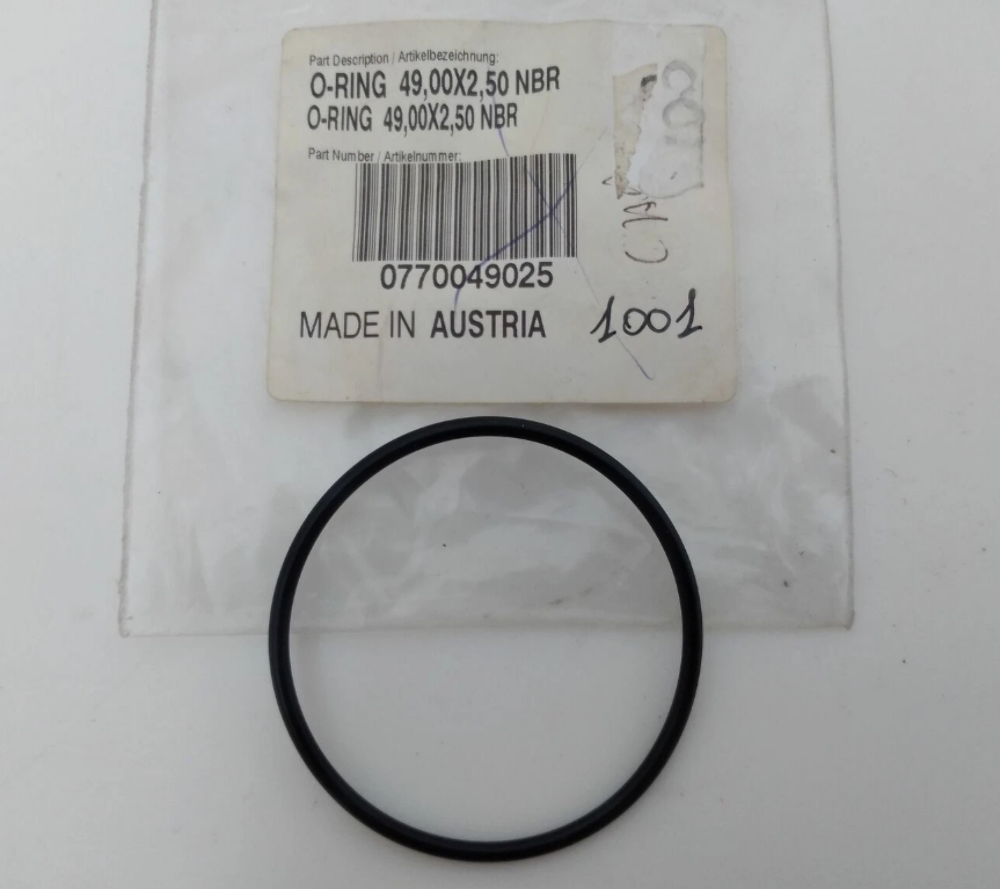 Part Description / Artikelbezeichnung:
O-RING 49,00X2,50 NBR
O-RING 49,00X2,50 NBR
Part Number / Artikelnummer:
0770049025
MADE IN AUSTRIA
1001